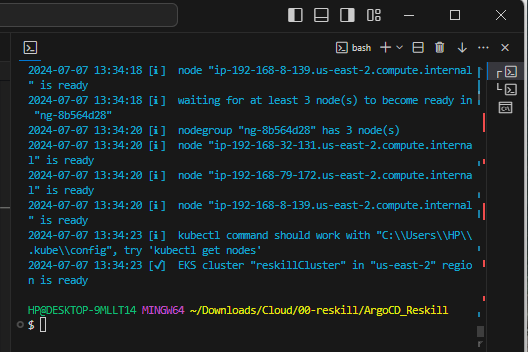 bash
2024-07-07 13:34:18 [ℹ]  node "ip-192-168-8-139.us-east-2.compute.internal
" is ready
2024-07-07 13:34:18 [ℹ]  waiting for at least 3 node(s) to become ready in
 "ng-8b564d28"
2024-07-07 13:34:20 [ℹ]  nodegroup "ng-8b564d28" has 3 node(s)
2024-07-07 13:34:20 [ℹ]  node "ip-192-168-32-131.us-east-2.compute.interna
l" is ready
2024-07-07 13:34:20 [ℹ]  node "ip-192-168-79-172.us-east-2.compute.interna
l" is ready
2024-07-07 13:34:20 [ℹ]  node "ip-192-168-8-139.us-east-2.compute.internal
" is ready
2024-07-07 13:34:23 [ℹ]  kubectl command should work with "C:\\Users\\HP\\
.kube\\config", try 'kubectl get nodes'
2024-07-07 13:34:23 [✔]  EKS cluster "reskillCluster" in "us-east-2" regio
n is ready
HP@DESKTOP-9MLLT14 MINGW64 ~/Downloads/Cloud/00-reskill/ArgoCD_Reskill
$